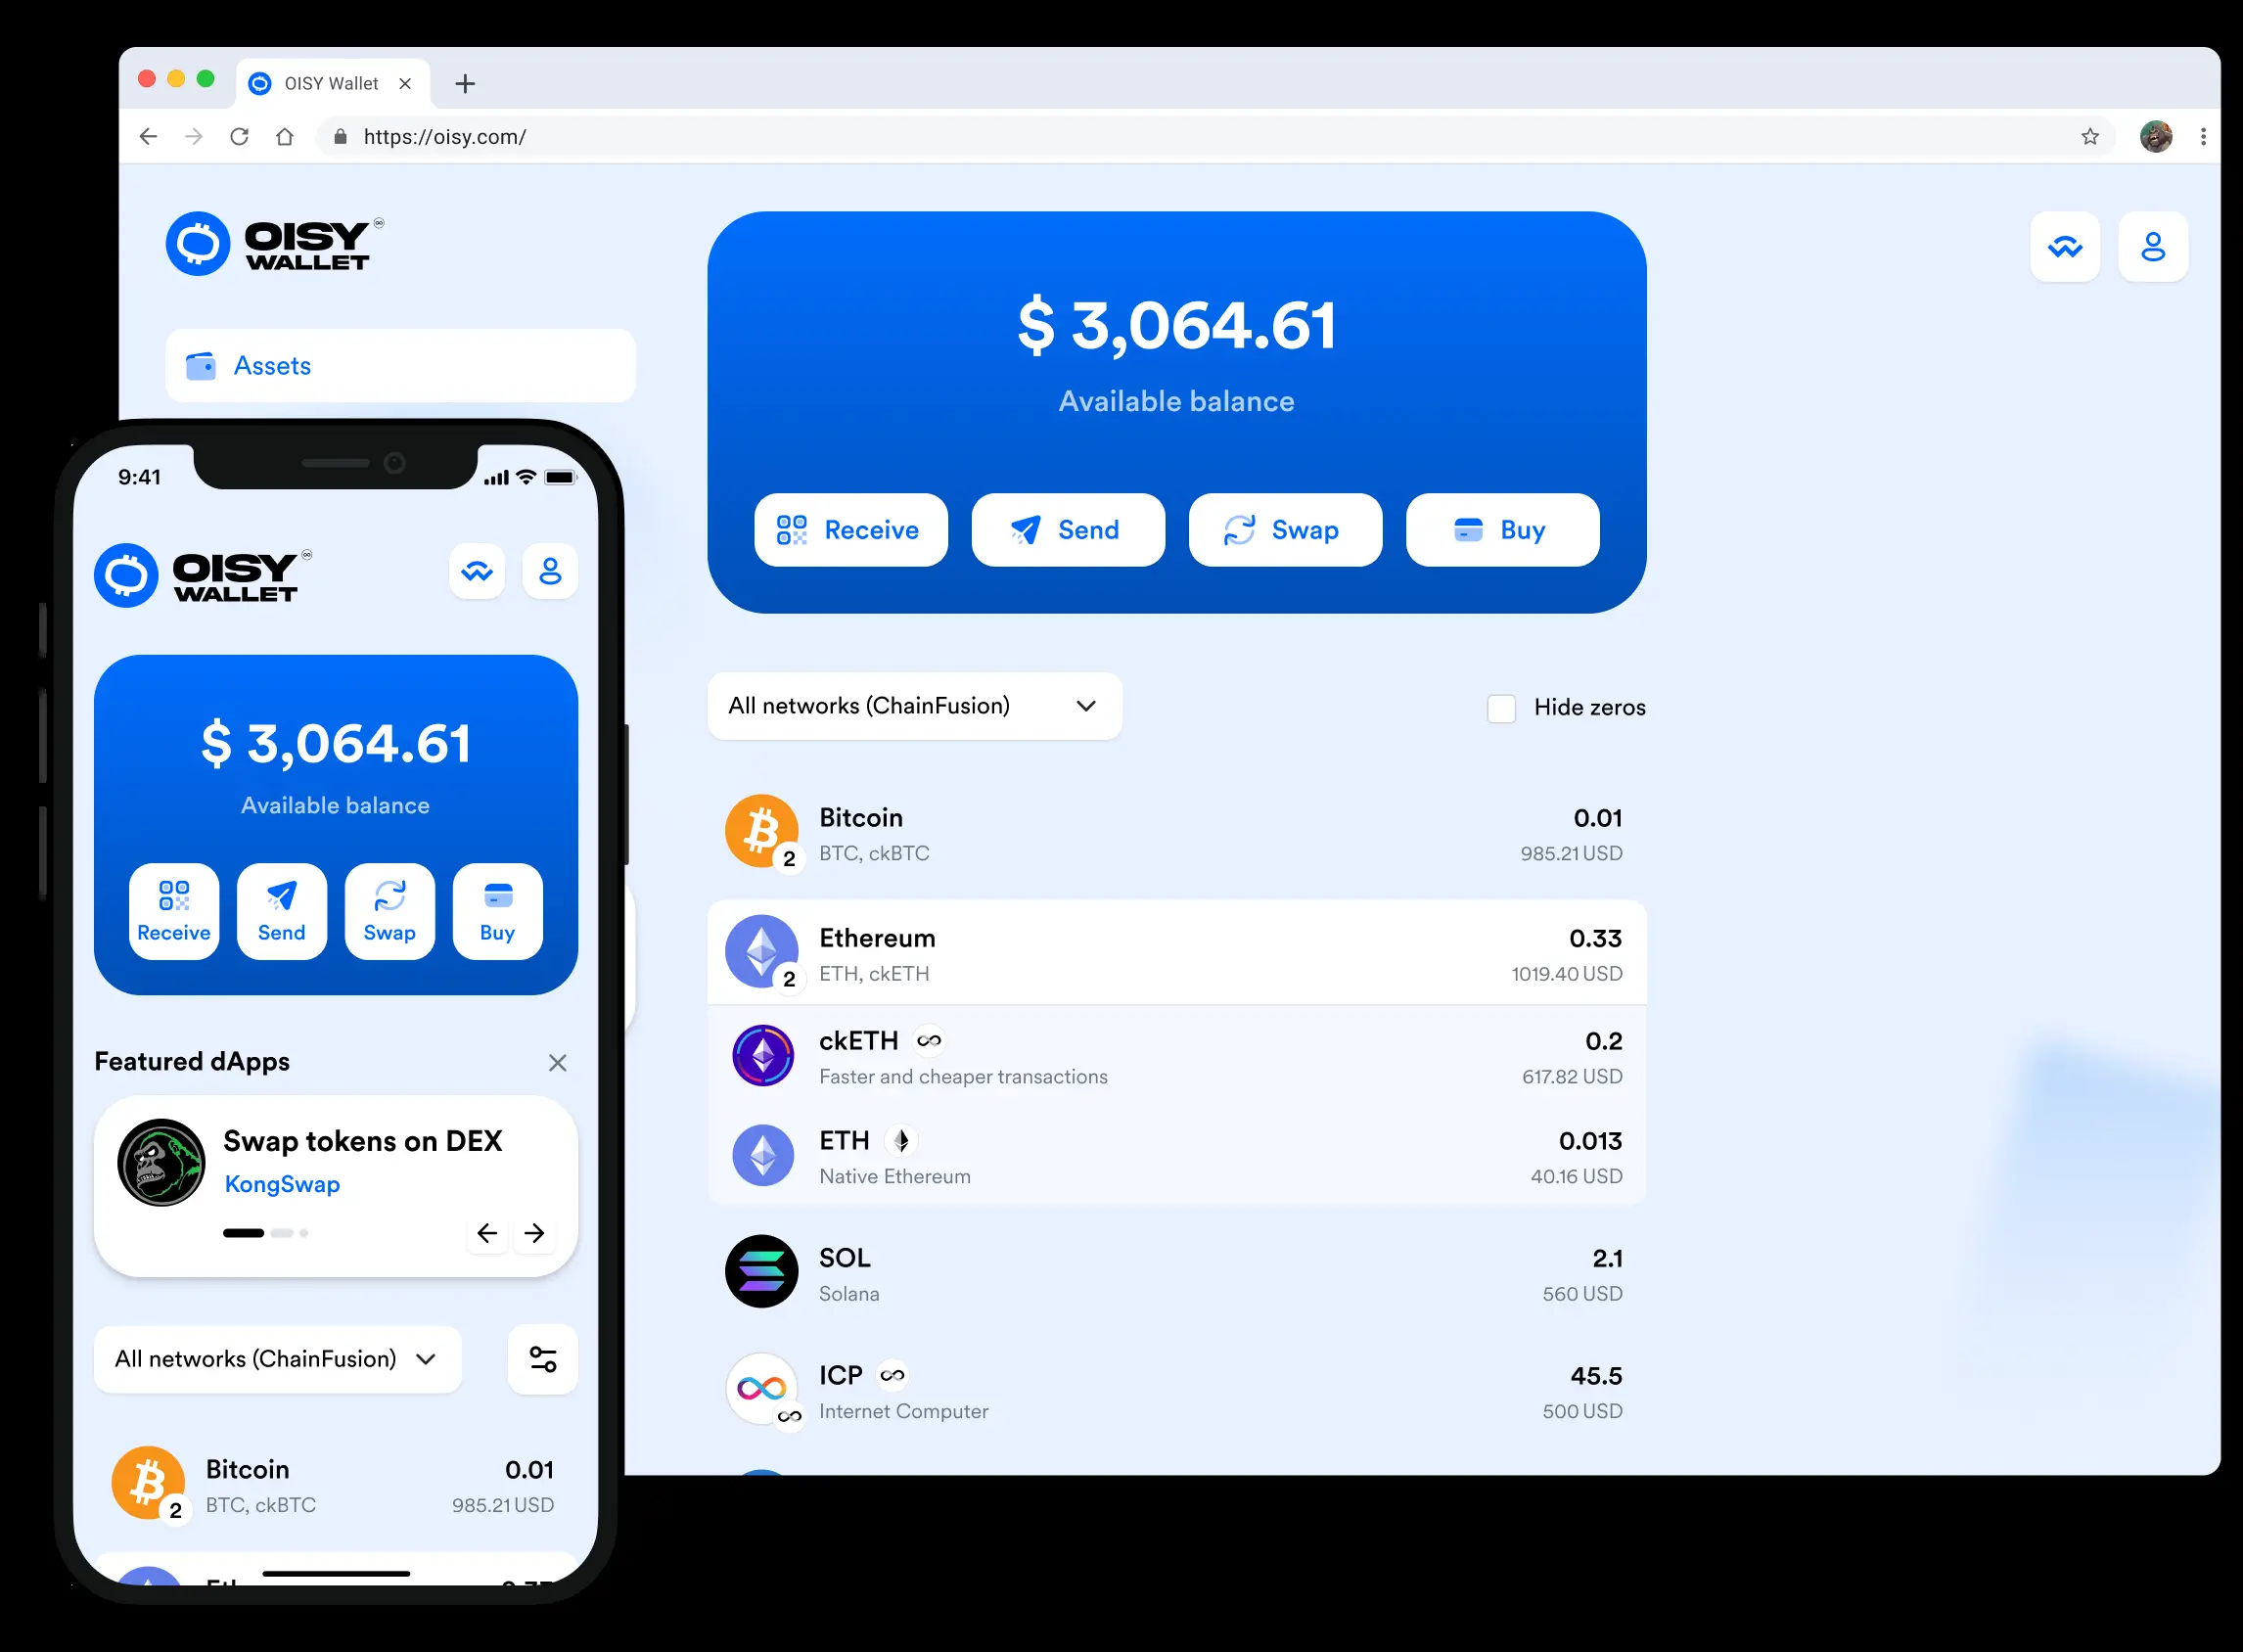 OISY Wallet
https://oisy.com/
OISY
WALLET
Assets
$ 3,064.61
Available balance
Receive
Send
Swap
Buy
All networks (ChainFusion)
Hide zeros
Bitcoin
0.01
2
BTC, ckBTC
985.21 USD
Ethereum
0.33
2
ETH, ckETH
1019.40 USD
ckETH
0.2
Faster and cheaper transactions
617.82 USD
ETH
0.013
Native Ethereum
40.16 USD
SOL
2.1
Solana
560 USD
ICP
45.5
Internet Computer
500 USD
9:41
OISY
WALLET
$ 3,064.61
Available balance
Receive
Send
Swap
Buy
Featured dApps
Swap tokens on DEX
KongSwap
All networks (ChainFusion)
Bitcoin
0.01
2
BTC, ckBTC
985.21 USD